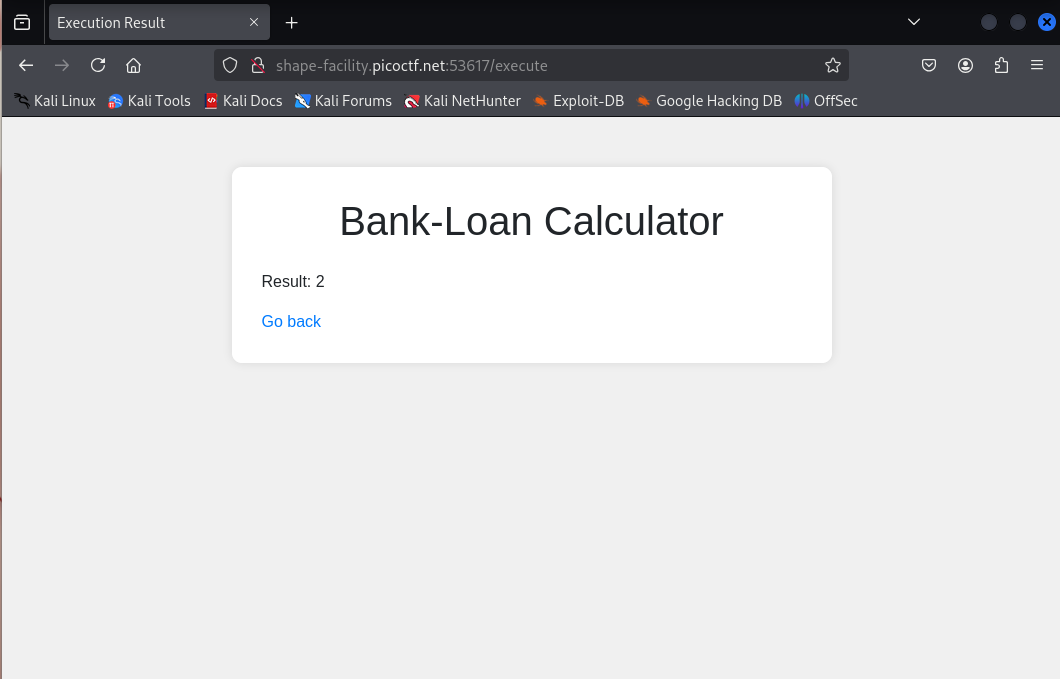 Execution Result
shape-facility.picoctf.net:53617/execute
Kali Linux Kali Tools Kali Docs Kali Forums Kali NetHunter Exploit-DB Google Hacking DB OffSec
Bank-Loan Calculator
Result: 2
Go back